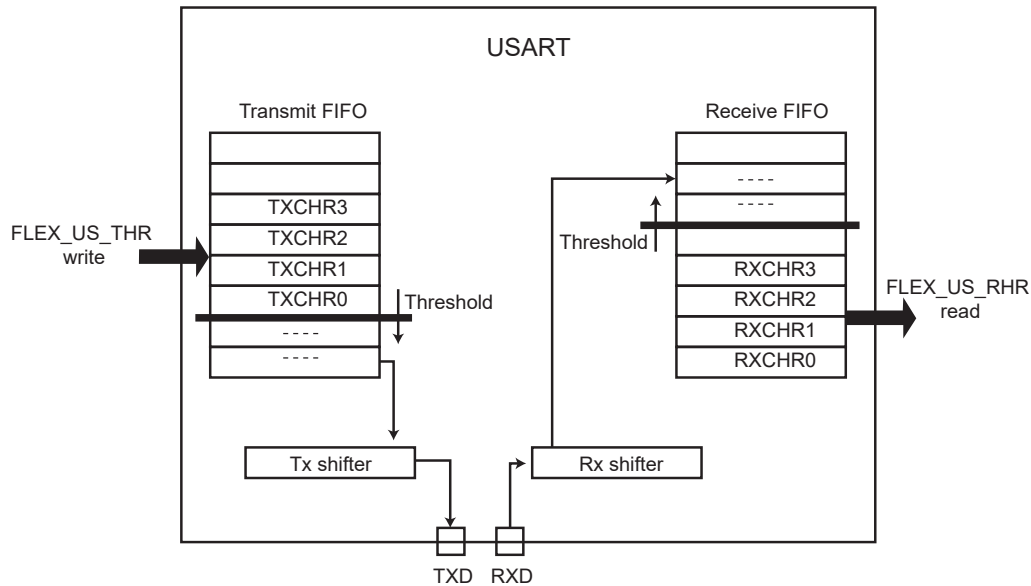 USART
Transmit FIFO
Receive FIFO
- - - -
TXCHR3
- - - -
FLEX_US_THR
write
TXCHR2
Threshold
TXCHR1
RXCHR3
TXCHR0
Threshold
RXCHR2
FLEX_US_RHR
read
- - - -
RXCHR1
- - - -
RXCHR0
Tx shifter
Rx shifter
TXD
RXD